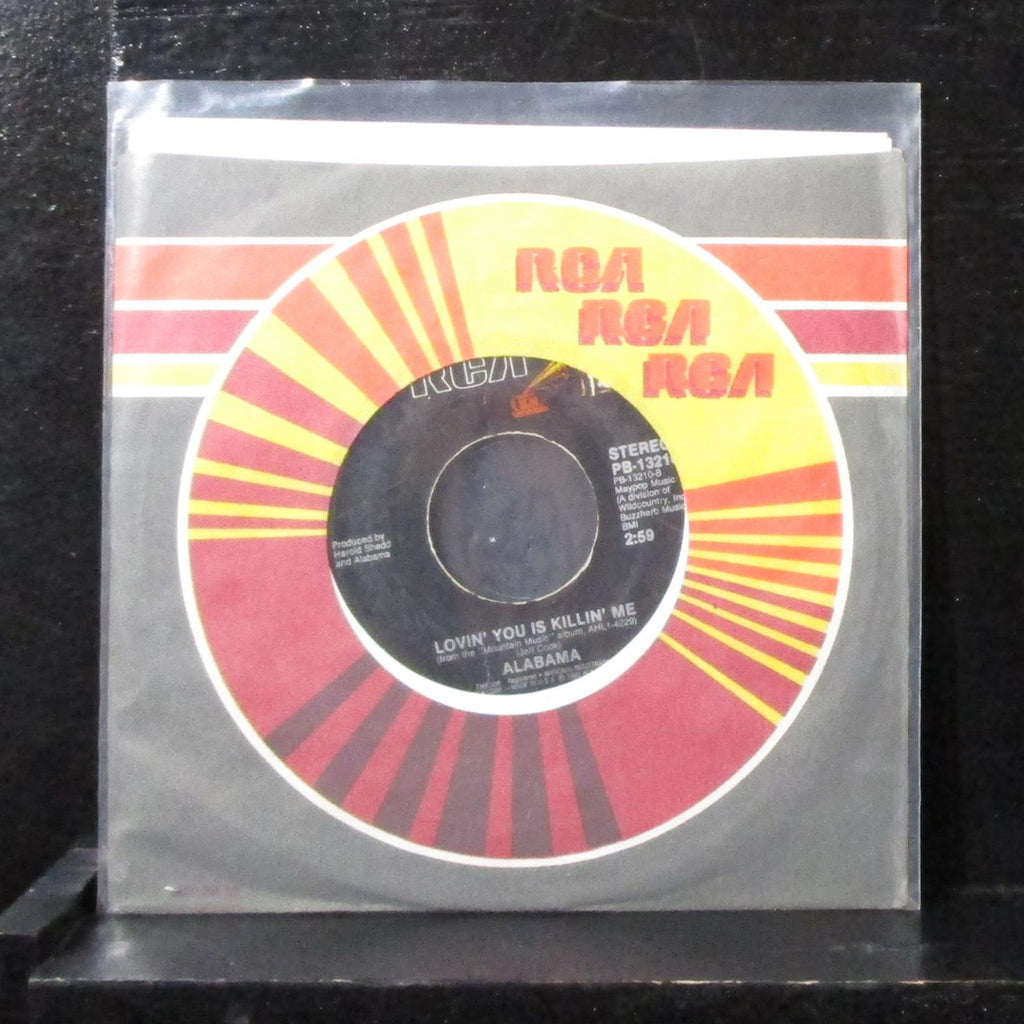 RCA
RCA
RCA
RCA
STEREO
PB-1321
PB-13210-B
Maypop Music
(A division of
Wildcountry, Inc
Buzzherb Music
BMI
2:59
Produced by
Harold Shedd
and Alabama
LOVIN' YOU IS KILLIN' ME
(from the "Mountain Music" album, AHL1-4229)
(Jeff Cook)
ALABAMA